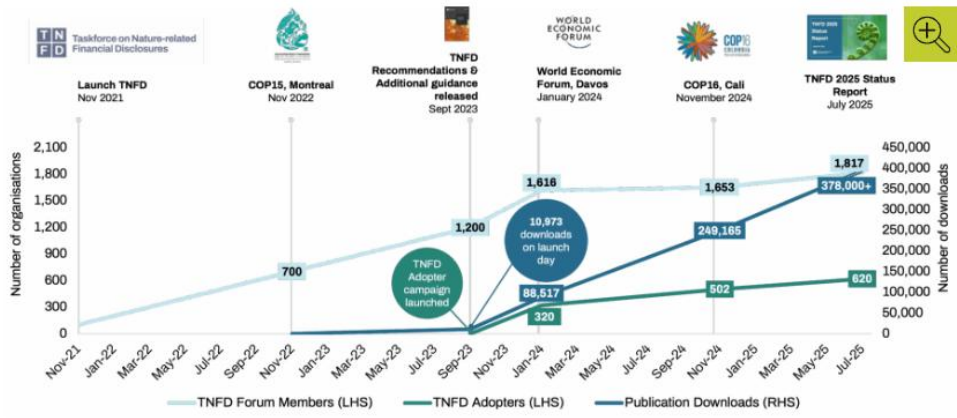 TN
FD
Taskforce on Nature-related
Financial Disclosures
Launch TNFD
Nov 2021
COP15, Montreal
Nov 2022
TNFD
Recommendations &
Additional guidance
released
Sept 2023
WORLD
ECONOMIC
FORUM
World Economic
Forum, Davos
January 2024
COP16
COLOMBIA
COP16, Cali
November 2024
TNFD 2025
Status
Report
TNFD 2025 Status
Report
July 2025
Number of organisations
2,100
1,800
1,500
1,200
900
600
300
0
450,000
400,000
350,000
300,000
250,000
200,000
150,000
100,000
50,000
0
Number of downloads
700
1,200
1,616
1,653
1,817
378,000+
249,165
88,517
320
502
620
TNFD
Adopter
campaign
launched
10,973
downloads
on launch
day
Nov-21
Jan-22
Mar-22
May-22
Jul-22
Sep-22
Nov-22
Jan-23
Mar-23
May-23
Jul-23
Sep-23
Nov-23
Jan-24
Mar-24
May-24
Jul-24
Sep-24
Nov-24
Jan-25
Mar-25
May-25
Jul-25
TNFD Forum Members (LHS)
TNFD Adopters (LHS)
Publication Downloads (RHS)